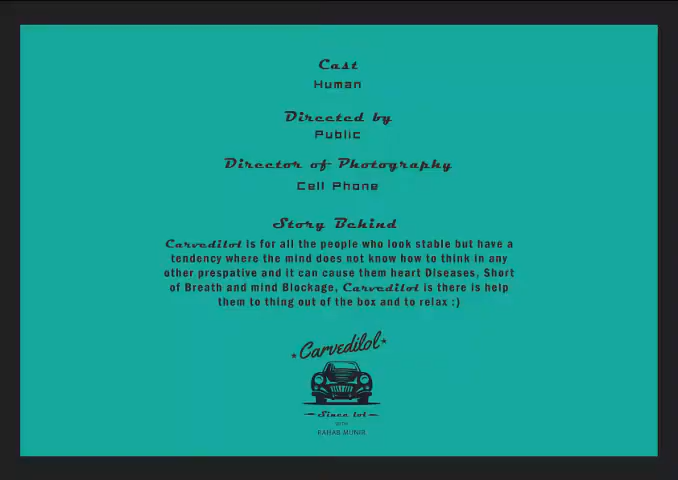 Cast
Human
Directed by
Public
Director of Photography
Cell Phone
Story Behind
Carvedilol is for all the people who look stable but have a
tendency where the mind does not know how to think in any
other prespative and it can cause them heart Diseases, Short
of Breath and mind Blockage, Carvedilol is there is help
them to thing out of the box and to relax :)
Carvedilol
Since lol
WITH
RAHAB MUNIR